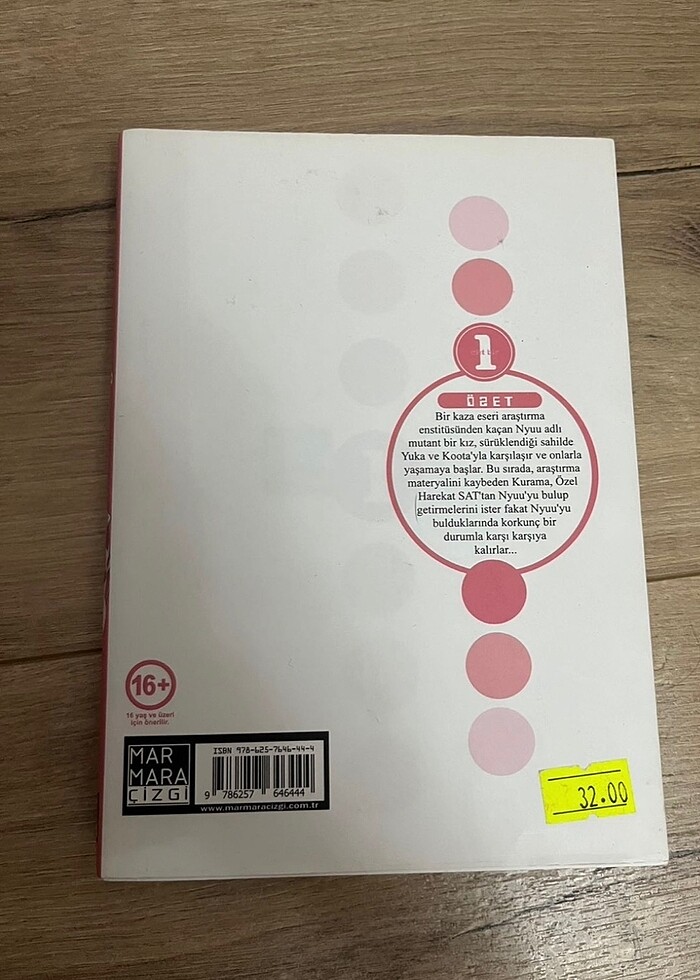 1
ÖZET
Bir kaza eseri araştırma
enstitüsünden kaçan Nyuu adlı
mutant bir kız, sürüklendiği sahilde
Yuka ve Koota'yla karşılaşır ve onlarla
yaşamaya başlar. Bu sırada, araştırma
materyalini kaybeden Kurama, Özel
Harekat SAT'tan Nyuu'yu bulup
getirmelerini ister fakat Nyuu'yu
bulduklarında korkunç bir
durumla karşı karşıya
kalırlar...
16+
16 yaş ve üzeri
için önerilir.
MAR
MARA
ÇİZGİ
ISBN 978-625-7646-44-4
9 786257 646444
www.marmaracizgi.com.tr
32.00